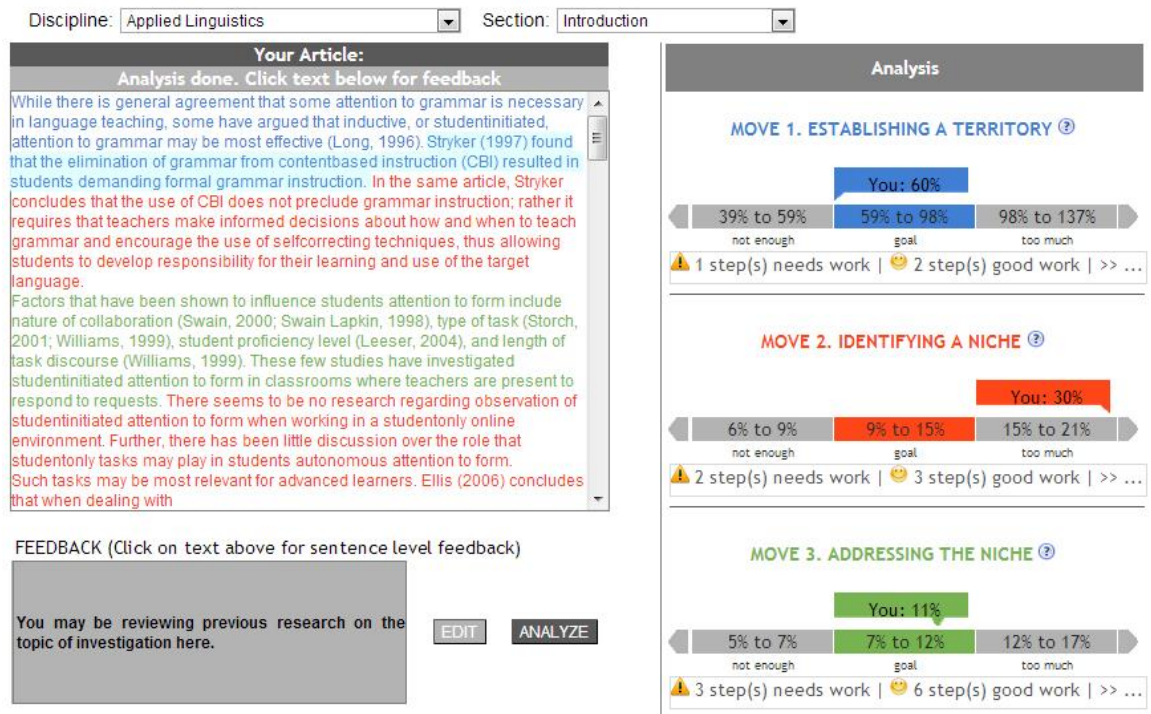 Discipline: Applied Linguistics Section: Introduction
Your Article:
Analysis done. Click text below for feedback
While there is general agreement that some attention to grammar is necessary
in language teaching, some have argued that inductive, or studentinitiated,
attention to grammar may be most effective (Long, 1996). Stryker (1997) found
that the elimination of grammar from contentbased instruction (CBI) resulted in
students demanding formal grammar instruction. In the same article, Stryker
concludes that the use of CBI does not preclude grammar instruction; rather it
requires that teachers make informed decisions about how and when to teach
grammar and encourage the use of selfcorrecting techniques, thus allowing
students to develop responsibility for their learning and use of the target
language.
Factors that have been shown to influence students attention to form include
nature of collaboration (Swain, 2000; Swain Lapkin, 1998), type of task (Storch,
2001; Williams, 1999), student proficiency level (Leeser, 2004), and length of
task discourse (Williams, 1999). These few studies have investigated
studentinitiated attention to form in classrooms where teachers are present to
respond to requests. There seems to be no research regarding observation of
studentinitiated attention to form when working in a studentonly online
environment. Further, there has been little discussion over the role that
studentonly tasks may play in students autonomous attention to form.
Such tasks may be most relevant for advanced learners. Ellis (2006) concludes
that when dealing with
FEEDBACK (Click on text above for sentence level feedback)
You may be reviewing previous research on the
topic of investigation here.
EDIT ANALYZE
Analysis
MOVE 1. ESTABLISHING A TERRITORY ?
You: 60%
39% to 59% 59% to 98% 98% to 137%
not enough goal too much
1 step(s) needs work | 2 step(s) good work | >> ...
MOVE 2. IDENTIFYING A NICHE ?
You: 30%
6% to 9% 9% to 15% 15% to 21%
not enough goal too much
2 step(s) needs work | 3 step(s) good work | >> ...
MOVE 3. ADDRESSING THE NICHE ?
You: 11%
5% to 7% 7% to 12% 12% to 17%
not enough goal too much
3 step(s) needs work | 6 step(s) good work | >> ...